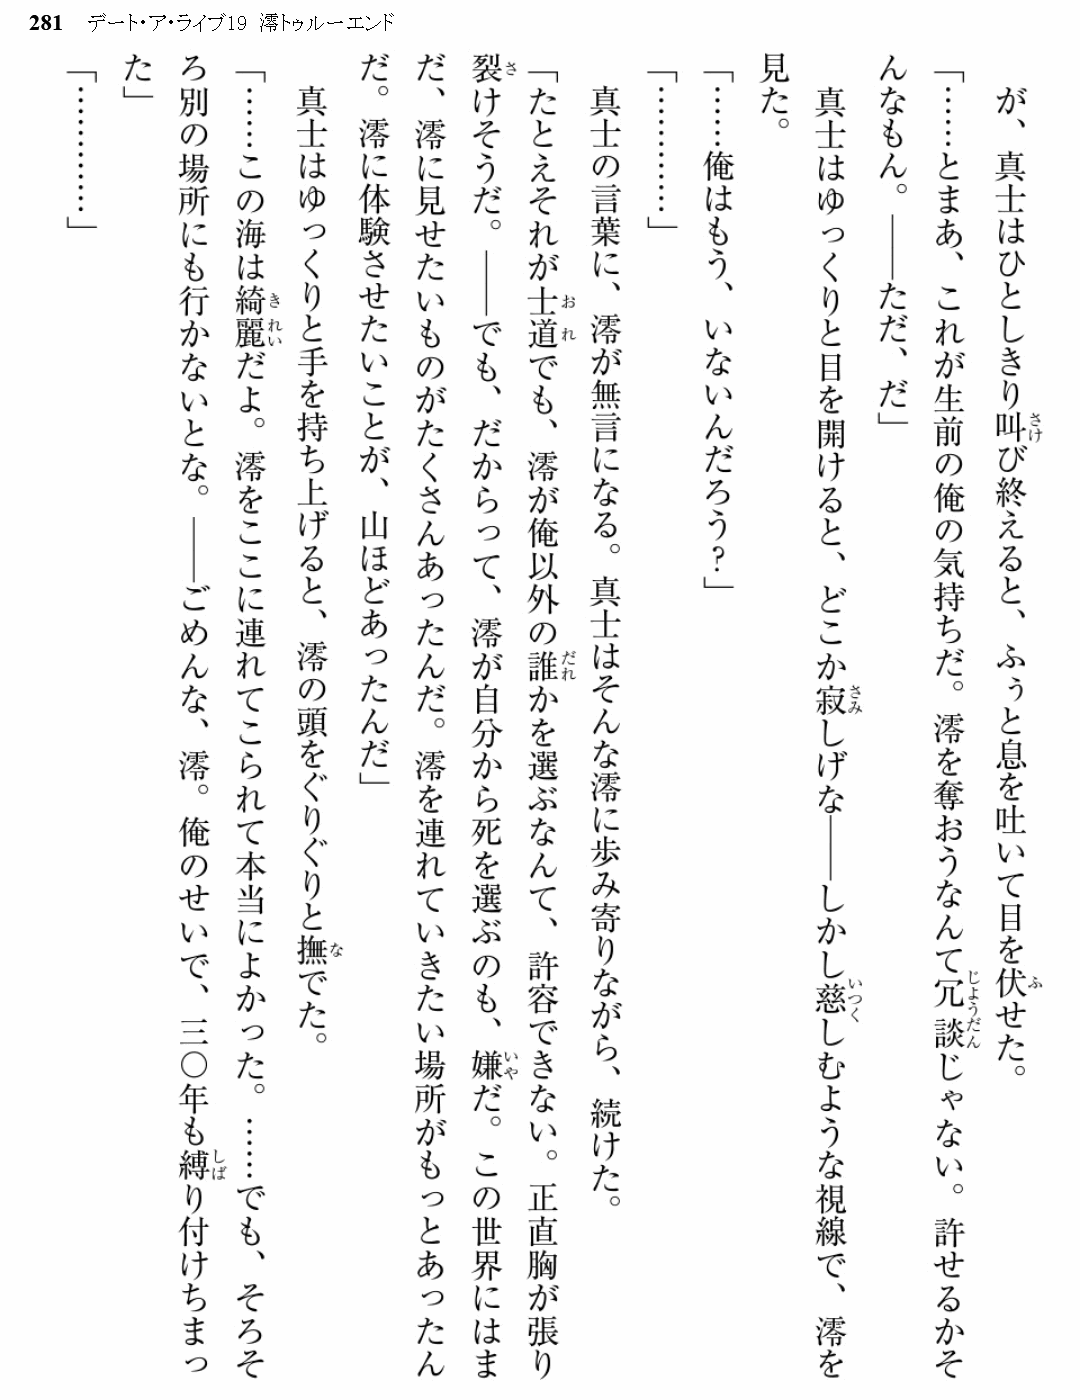 281　デート・ア・ライブ19　澪トゥルーエンド
　が、真士はひとしきり叫び終えると、ふぅと息を吐いて目を伏せた。
「……とまあ、これが生前の俺の気持ちだ。澪を奪おうなんて冗談じゃない。許せるかそ
んなもん。――ただ、だ」
　真士はゆっくりと目を開けると、どこか寂しげな――しかし慈しむような視線で、澪を
見た。
「……俺はもう、いないんだろう？」
「…………」
　真士の言葉に、澪が無言になる。真士はそんな澪に歩み寄りながら、続けた。
「たとえそれが士道でも、澪が俺以外の誰かを選ぶなんて、許容できない。正直胸が張り
裂けそうだ。――でも、だからって、澪が自分から死を選ぶのも、嫌だ。この世界にはま
だ、澪に見せたいものがたくさんあったんだ。澪を連れていきたい場所がもっとあったん
だ。澪に体験させたいことが、山ほどあったんだ」
　真士はゆっくりと手を持ち上げると、澪の頭をぐりぐりと撫でた。
「……この海は綺麗だよ。澪をここに連れてこられて本当によかった。……でも、そろそ
ろ別の場所にも行かないとな。――ごめんな、澪。俺のせいで、三〇年も縛り付けちまっ
た」
「…………」